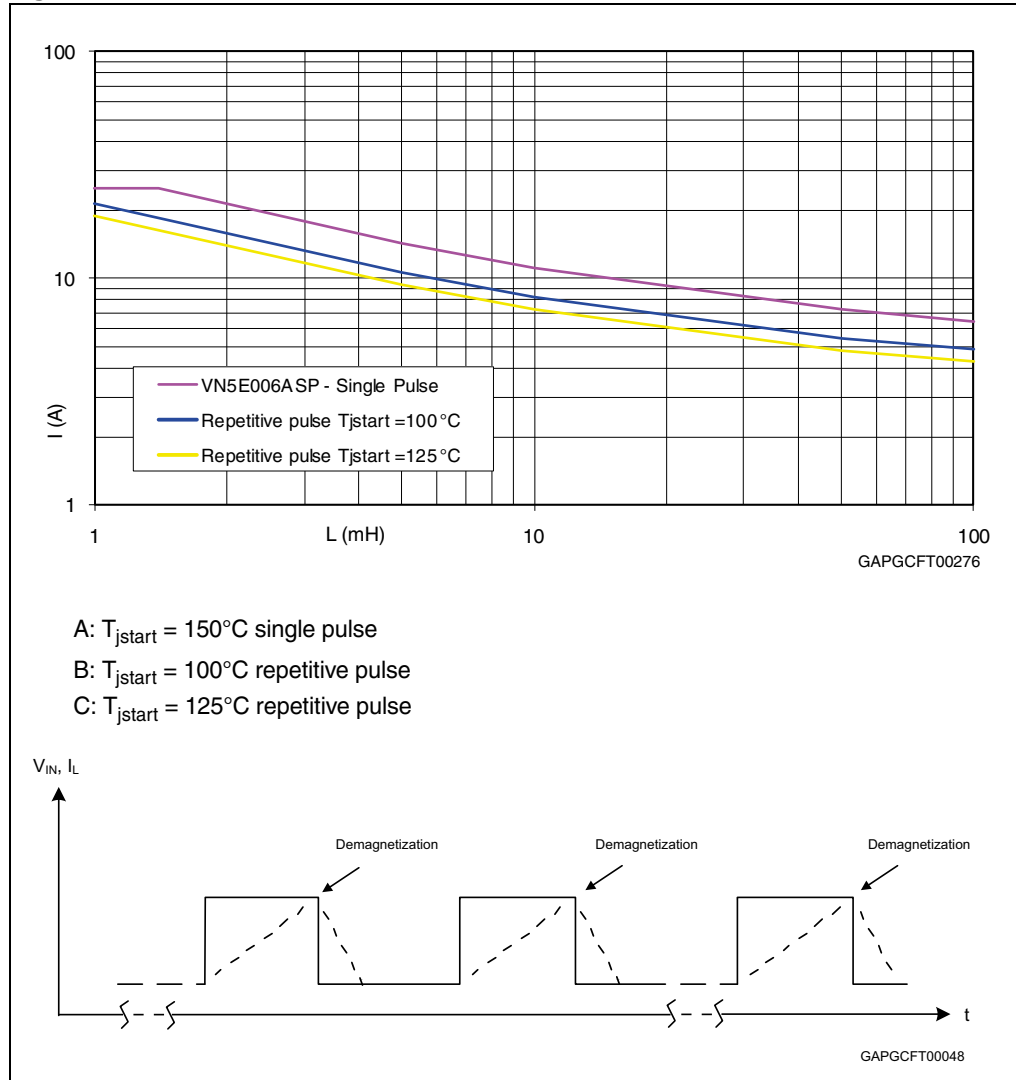 100
10
1
I (A)
VN5E006ASP - Single Pulse
Repetitive pulse Tjstart =100°C
Repetitive pulse Tjstart =125°C
1
L (mH)
10
100
GAPGCFT00276
A: Tjstart = 150°C single pulse
B: Tjstart = 100°C repetitive pulse
C: Tjstart = 125°C repetitive pulse
VIN, IL
Demagnetization
Demagnetization
Demagnetization
t
GAPGCFT00048